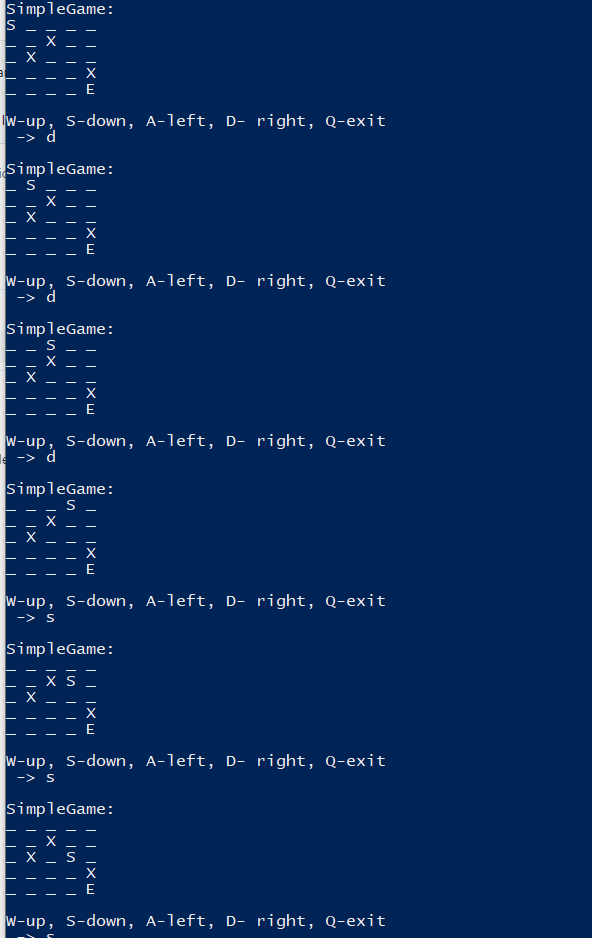 SimpleGame:
S _ _ _ _
_ _ X _ _
_ X _ _ _
_ _ _ _ X
_ _ _ _ E
W-up, S-down, A-left, D- right, Q-exit
-> d
SimpleGame:
_ S _ _ _
_ _ X _ _
_ X _ _ _
_ _ _ _ X
_ _ _ _ E
W-up, S-down, A-left, D- right, Q-exit
-> d
SimpleGame:
_ _ S _ _
_ _ X _ _
_ X _ _ _
_ _ _ _ X
_ _ _ _ E
W-up, S-down, A-left, D- right, Q-exit
-> d
SimpleGame:
_ _ _ S _
_ _ X _ _
_ X _ _ _
_ _ _ _ X
_ _ _ _ E
W-up, S-down, A-left, D- right, Q-exit
-> s
SimpleGame:
_ _ _ _ _
_ _ X S _
_ X _ _ _
_ _ _ _ X
_ _ _ _ E
W-up, S-down, A-left, D- right, Q-exit
-> s
SimpleGame:
_ _ _ _ _
_ _ X _ _
_ X _ S _
_ _ _ _ X
_ _ _ _ E
W-up, S-down, A-left, D- right, Q-exit
-> s